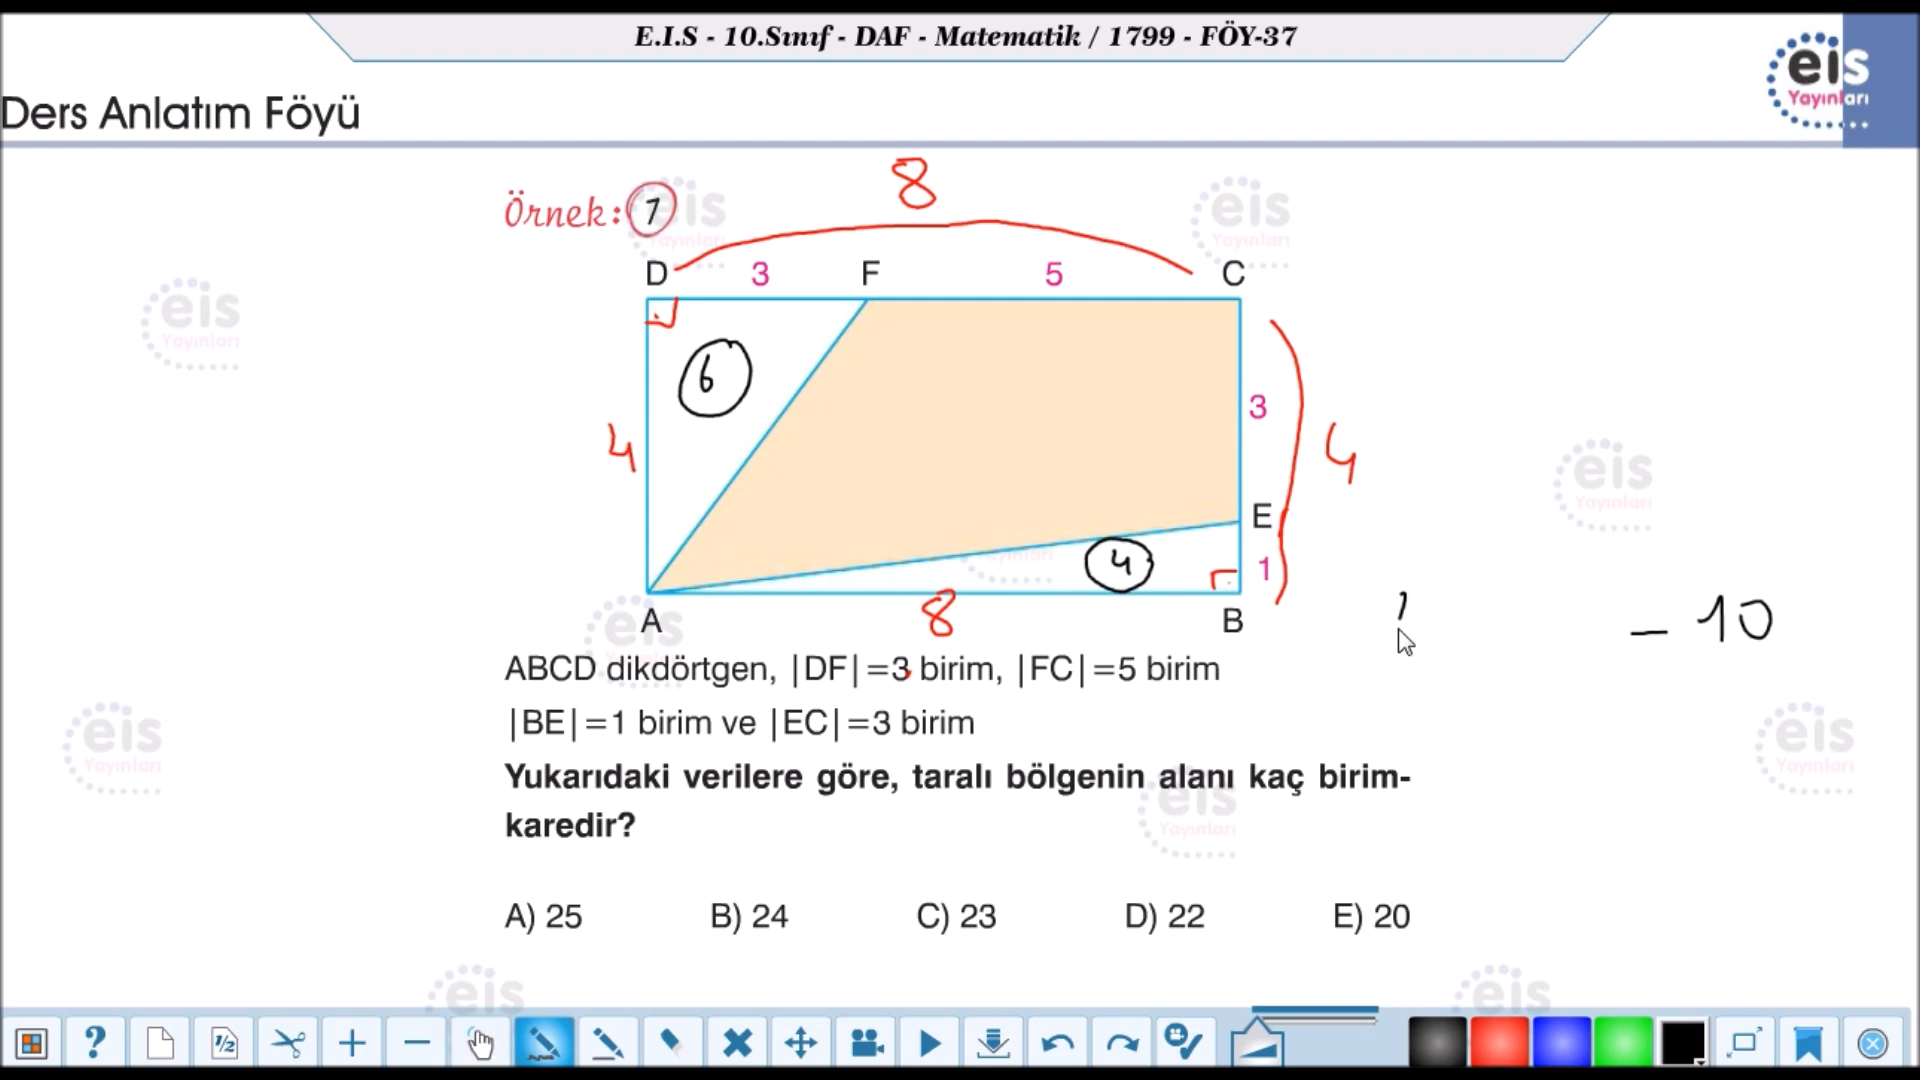 E.I.S - 10.Sınıf - DAF - Matematik / 1799 - FÖY-37
eis
Yayınları
Ders Anlatım Föyü
8
Örnek: 7
D 3 F 5 C
6
3
4
4
E
4
1
A 8 B
- 10
ABCD dikdörtgen, |DF|=3 birim, |FC|=5 birim
|BE|=1 birim ve |EC|=3 birim
Yukarıdaki verilere göre, taralı bölgenin alanı kaç birim-
karedir?
A) 25 B) 24 C) 23 D) 22 E) 20
? 1/2